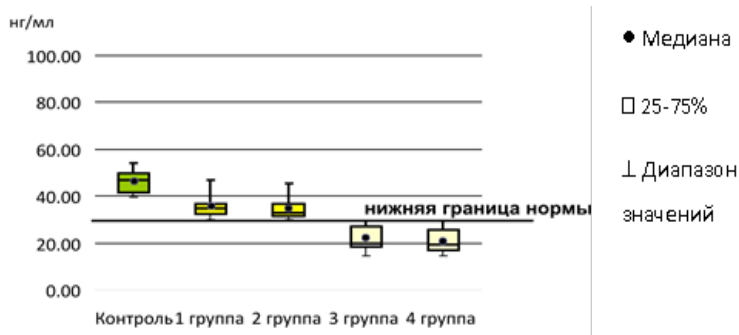 нг/мл
100.00
80.00
60.00
40.00
20.00
0.00
нижняя граница нормы
Контроль 1 группа 2 группа 3 группа 4 группа
Медиана
25-75%
Диапазон
значений